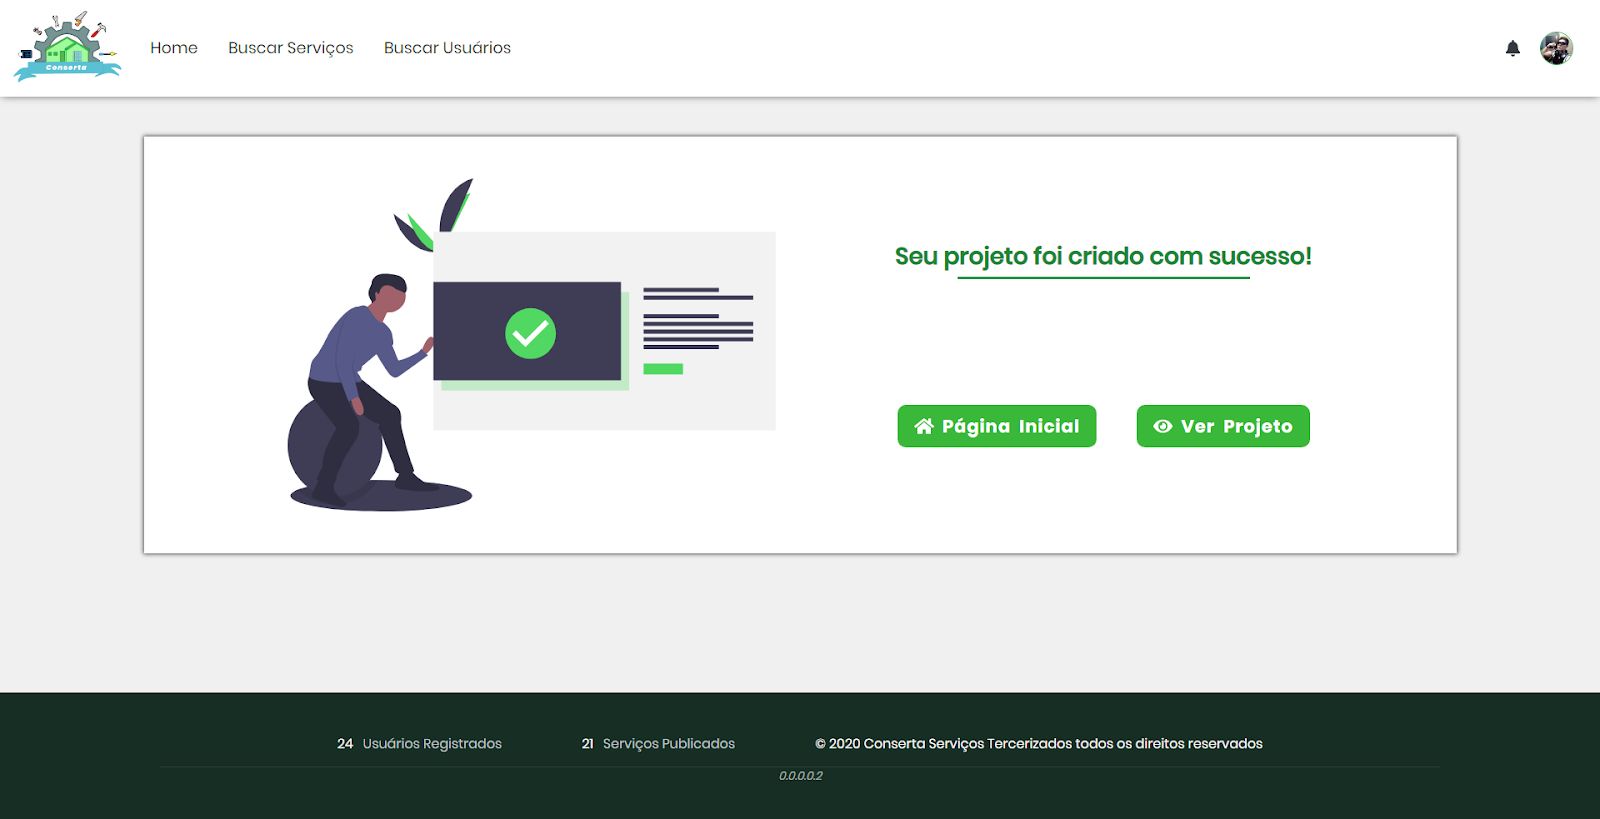 Conserta
Home
Buscar Serviços
Buscar Usuários
Seu projeto foi criado com sucesso!
Página Inicial
Ver Projeto
24 Usuários Registrados
21 Serviços Publicados
© 2020 Conserta Serviços Tercerizados todos os direitos reservados
0.0.0.0.2